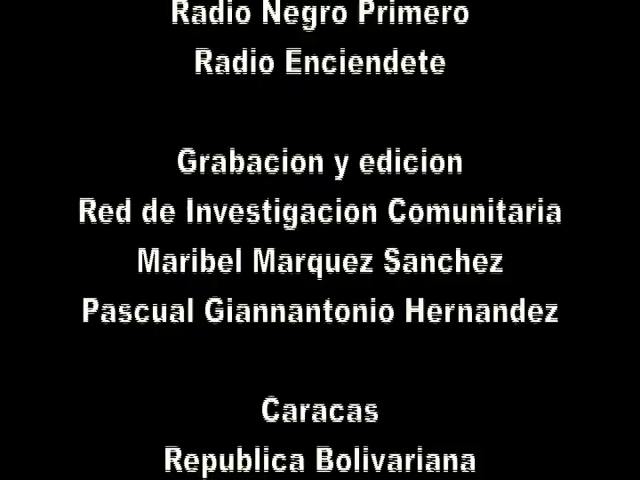 Radio Negro Primero
Radio Enciendete
Grabacion y edicion
Red de Investigacion Comunitaria
Maribel Marquez Sanchez
Pascual Giannantonio Hernandez
Caracas
Republica Bolivariana